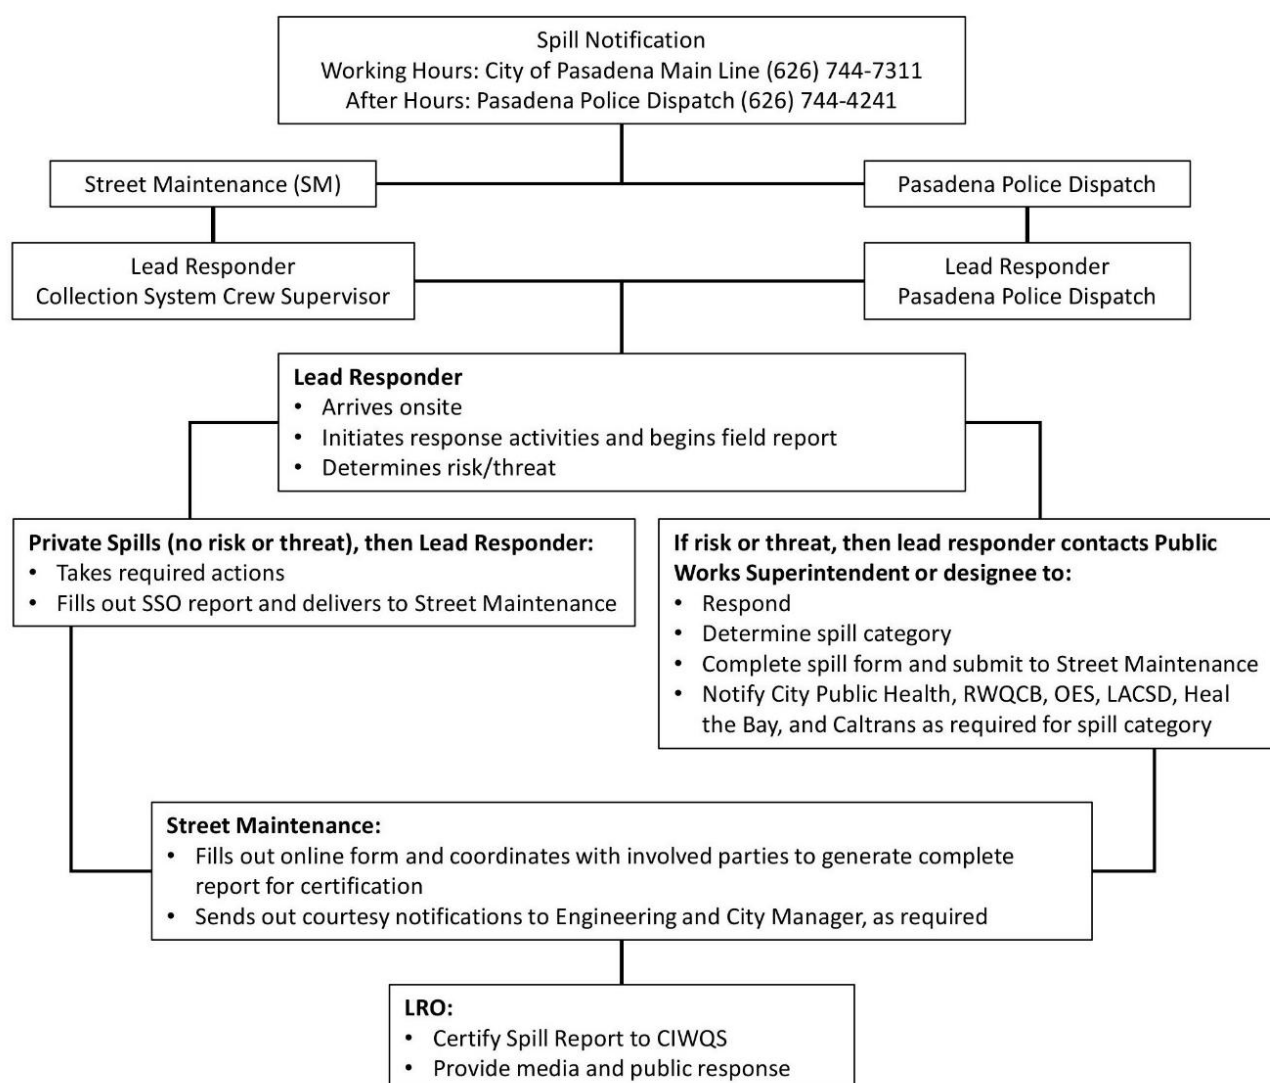 Spill Notification
Working Hours: City of Pasadena Main Line (626) 744-7311
After Hours: Pasadena Police Dispatch (626) 744-4241
Street Maintenance (SM)
Pasadena Police Dispatch
Lead Responder
Collection System Crew Supervisor
Lead Responder
Pasadena Police Dispatch
Lead Responder
• Arrives onsite
• Initiates response activities and begins field report
• Determines risk/threat
Private Spills (no risk or threat), then Lead Responder:
• Takes required actions
• Fills out SSO report and delivers to Street Maintenance
If risk or threat, then lead responder contacts Public
Works Superintendent or designee to:
• Respond
• Determine spill category
• Complete spill form and submit to Street Maintenance
• Notify City Public Health, RWQCB, OES, LACSD, Heal
the Bay, and Caltrans as required for spill category
Street Maintenance:
• Fills out online form and coordinates with involved parties to generate complete
report for certification
• Sends out courtesy notifications to Engineering and City Manager, as required
LRO:
• Certify Spill Report to CIWQS
• Provide media and public response